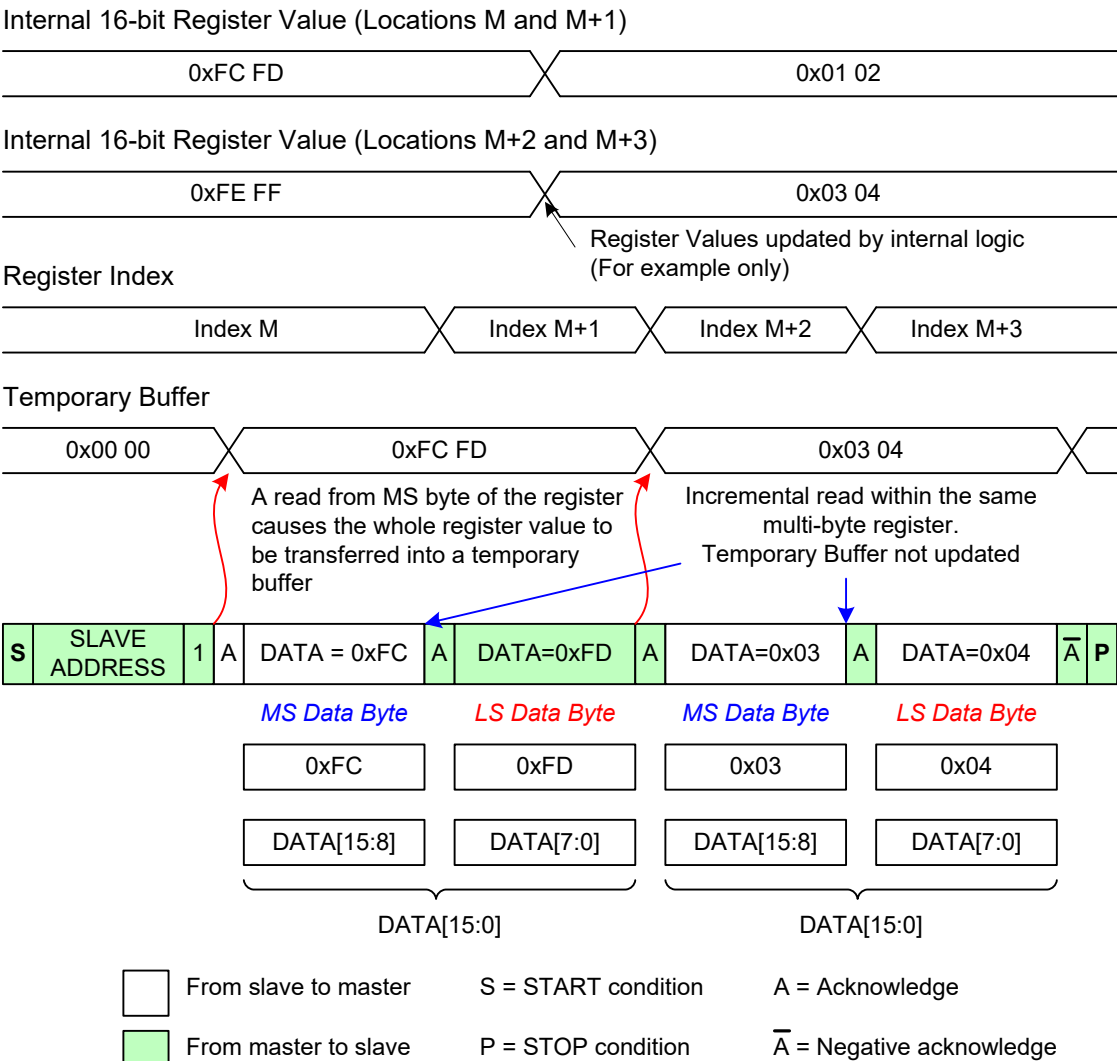 Internal 16-bit Register Value (Locations M and M+1)
0xFC FD
0x01 02
Internal 16-bit Register Value (Locations M+2 and M+3)
0xFE FF
0x03 04
Register Values updated by internal logic
(For example only)
Register Index
Index M
Index M+1
Index M+2
Index M+3
Temporary Buffer
0x00 00
0xFC FD
0x03 04
A read from MS byte of the register
causes the whole register value to
be transferred into a temporary
buffer
Incremental read within the same
multi-byte register.
Temporary Buffer not updated
S
SLAVE
ADDRESS
1
A
DATA = 0xFC
A
DATA=0xFD
A
DATA=0x03
A
DATA=0x04
A̅
P
MS Data Byte
LS Data Byte
MS Data Byte
LS Data Byte
0xFC
0xFD
0x03
0x04
DATA[15:8]
DATA[7:0]
DATA[15:8]
DATA[7:0]
DATA[15:0]
DATA[15:0]
From slave to master
S = START condition
A = Acknowledge
From master to slave
P = STOP condition
A̅ = Negative acknowledge